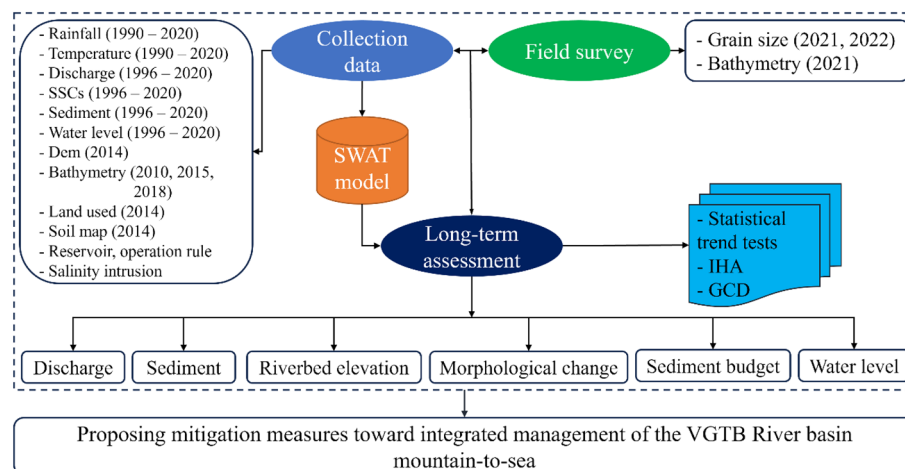 - Rainfall (1990 – 2020)
- Temperature (1990 – 2020)
- Discharge (1996 – 2020)
- SSCs (1996 – 2020)
- Sediment (1996 – 2020)
- Water level (1996 – 2020)
- Dem (2014)
- Bathymetry (2010, 2015,
2018)
- Land used (2014)
- Soil map (2014)
- Reservoir, operation rule
- Salinity intrusion
Collection
data
Field survey
- Grain size (2021, 2022)
- Bathymetry (2021)
SWAT
model
Long-term
assessment
- Statistical
trend tests
- IHA
- GCD
Discharge
Sediment
Riverbed elevation
Morphological change
Sediment budget
Water level
Proposing mitigation measures toward integrated management of the VGTB River basin
mountain-to-sea